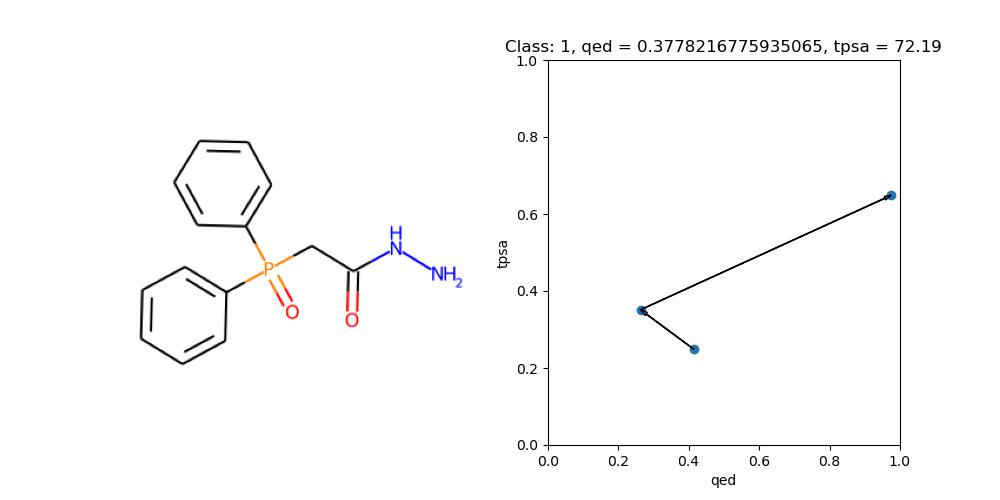 Class: 1, qed = 0.3778216775935065, tpsa = 72.19
1.0
0.8
0.6
0.4
0.2
0.0
tpsa
0.0 0.2 0.4 0.6 0.8 1.0
qed
H
N
NH2
P
O
O